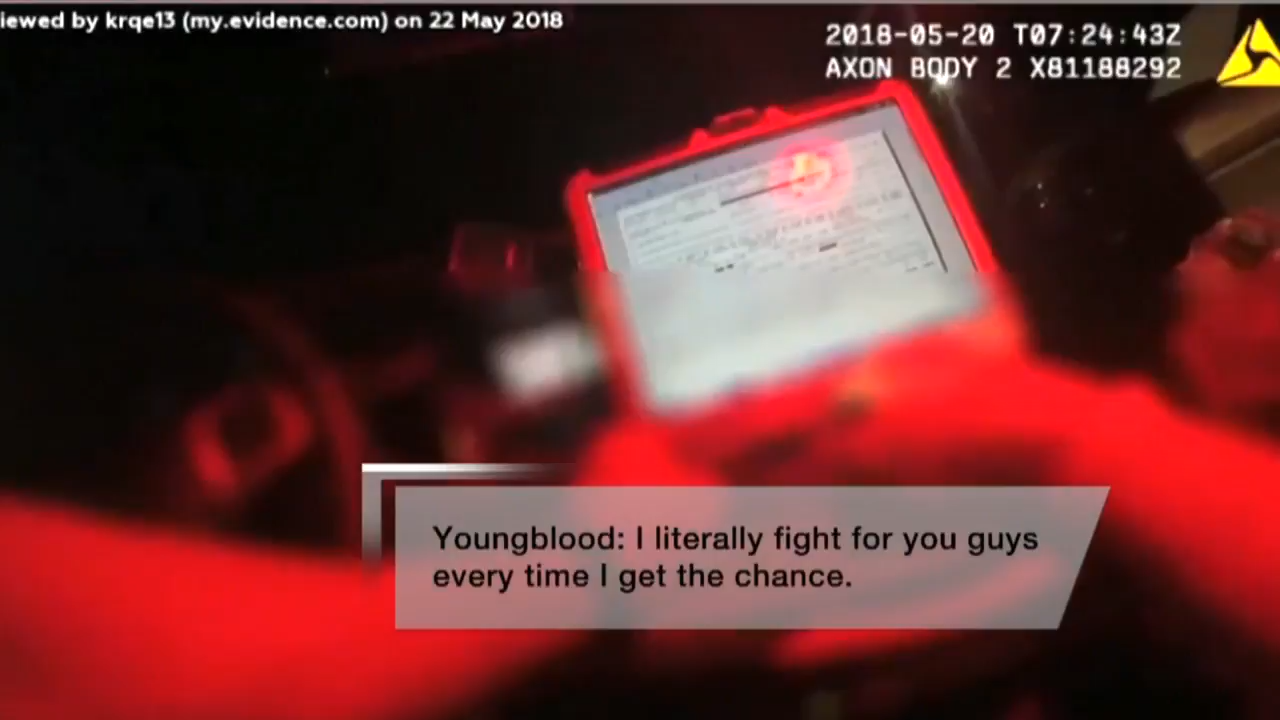 iewed by krqe13 (my.evidence.com) on 22 May 2018
2018-05-20 T07:24:43Z
AXON BODY 2 X81188292
Youngblood: I literally fight for you guys
every time I get the chance.